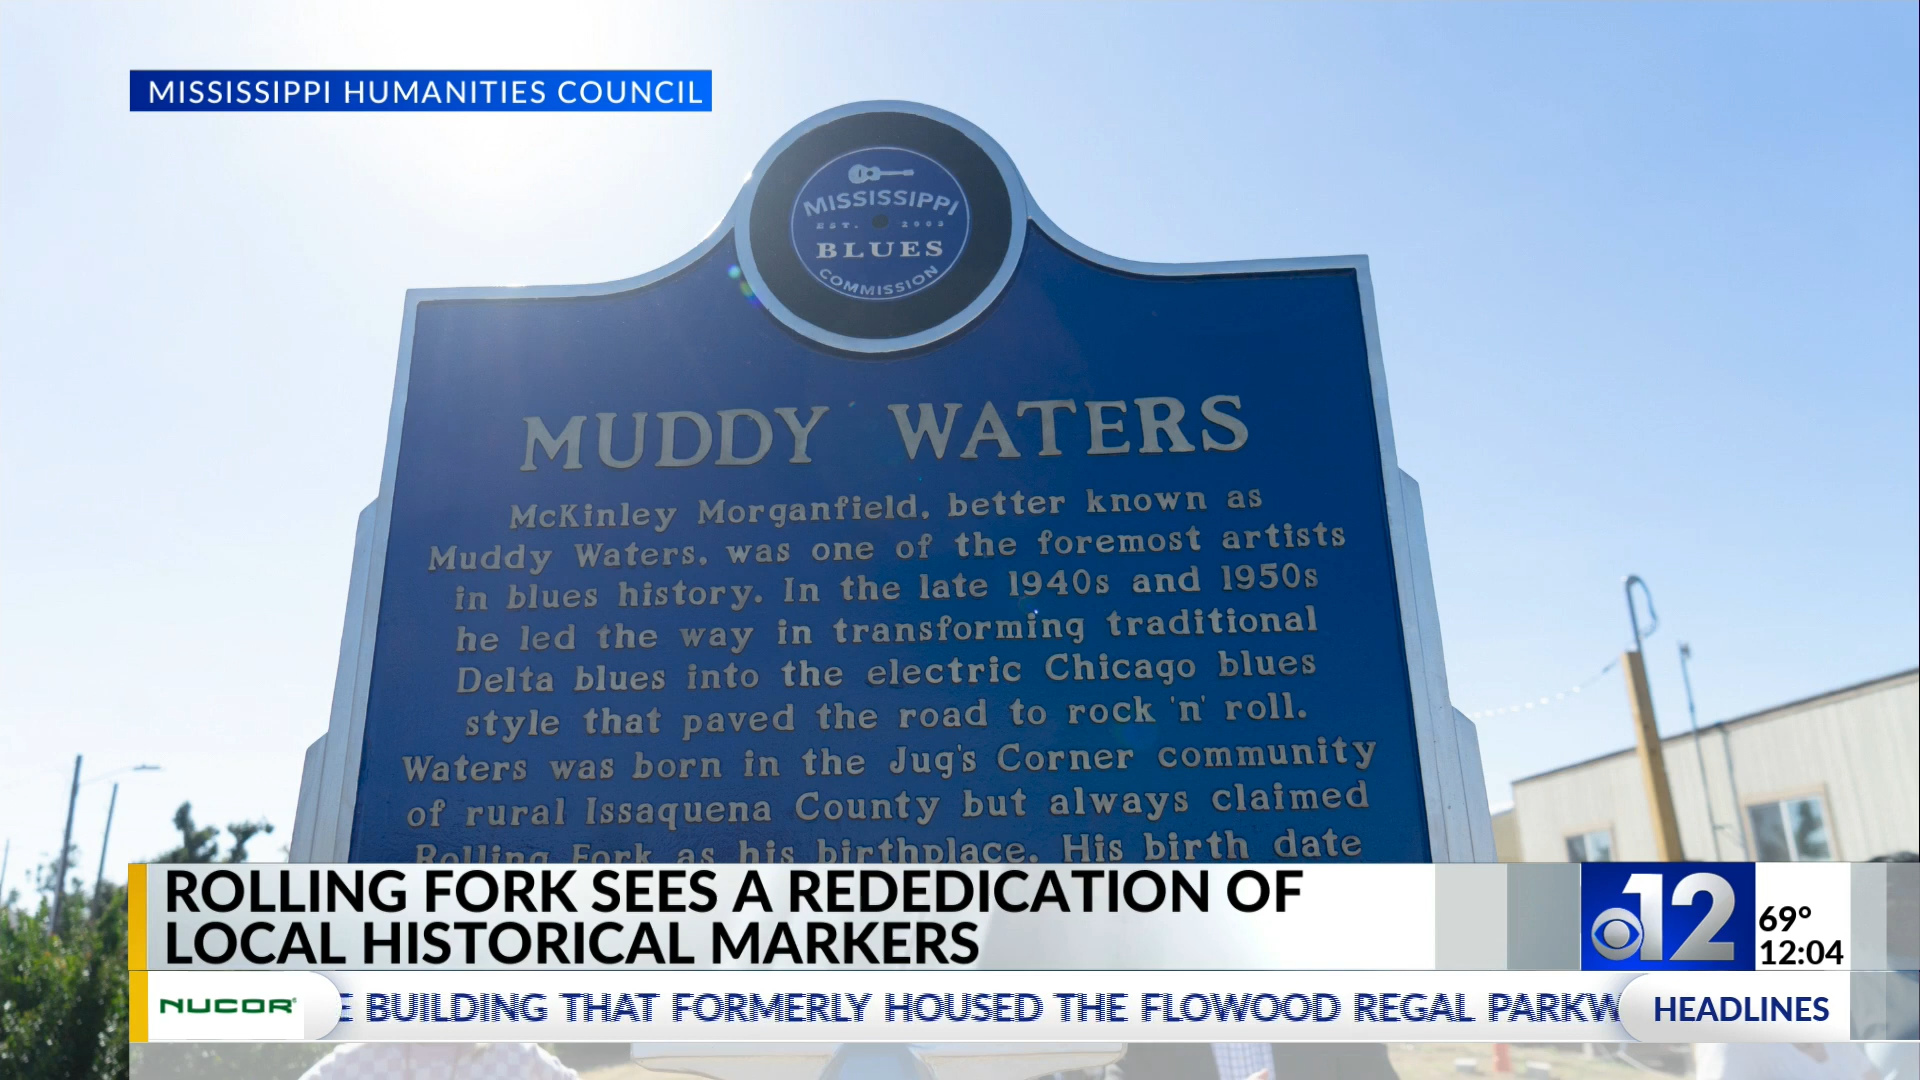 MISSISSIPPI HUMANITIES COUNCIL
MISSISSIPPI
EST. 2003
BLUES
COMMISSION
MUDDY WATERS
McKinley Morganfield, better known as
Muddy Waters, was one of the foremost artists
in blues history. In the late 1940s and 1950s
he led the way in transforming traditional
Delta blues into the electric Chicago blues
style that paved the road to rock 'n' roll.
Waters was born in the Jug's Corner community
of rural Issaquena County but always claimed
Rolling Fork as his birthplace. His birth date
ROLLING FORK SEES A REDEDICATION OF
LOCAL HISTORICAL MARKERS
12
69°
12:04
NUCOR
E BUILDING THAT FORMERLY HOUSED THE FLOWOOD REGAL PARKW
HEADLINES